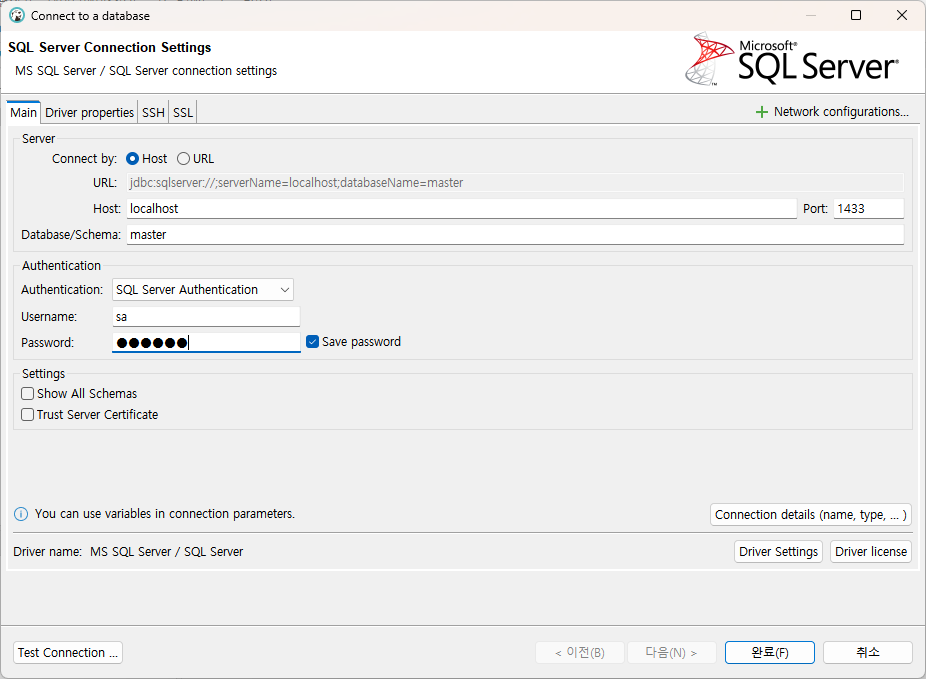 Connect to a database
SQL Server Connection Settings
MS SQL Server / SQL Server connection settings
Microsoft®
SQL Server®
Main Driver properties SSH SSL
Network configurations...
Server
Connect by: Host URL
URL: jdbc:sqlserver://;serverName=localhost;databaseName=master
Host: localhost Port: 1433
Database/Schema: master
Authentication
Authentication: SQL Server Authentication
Username: sa
Password: ●●●●●● Save password
Settings
Show All Schemas
Trust Server Certificate
You can use variables in connection parameters.
Connection details (name, type, ... )
Driver name: MS SQL Server / SQL Server
Driver Settings Driver license
Test Connection ... < 이전(B) 다음(N) > 완료(F) 취소